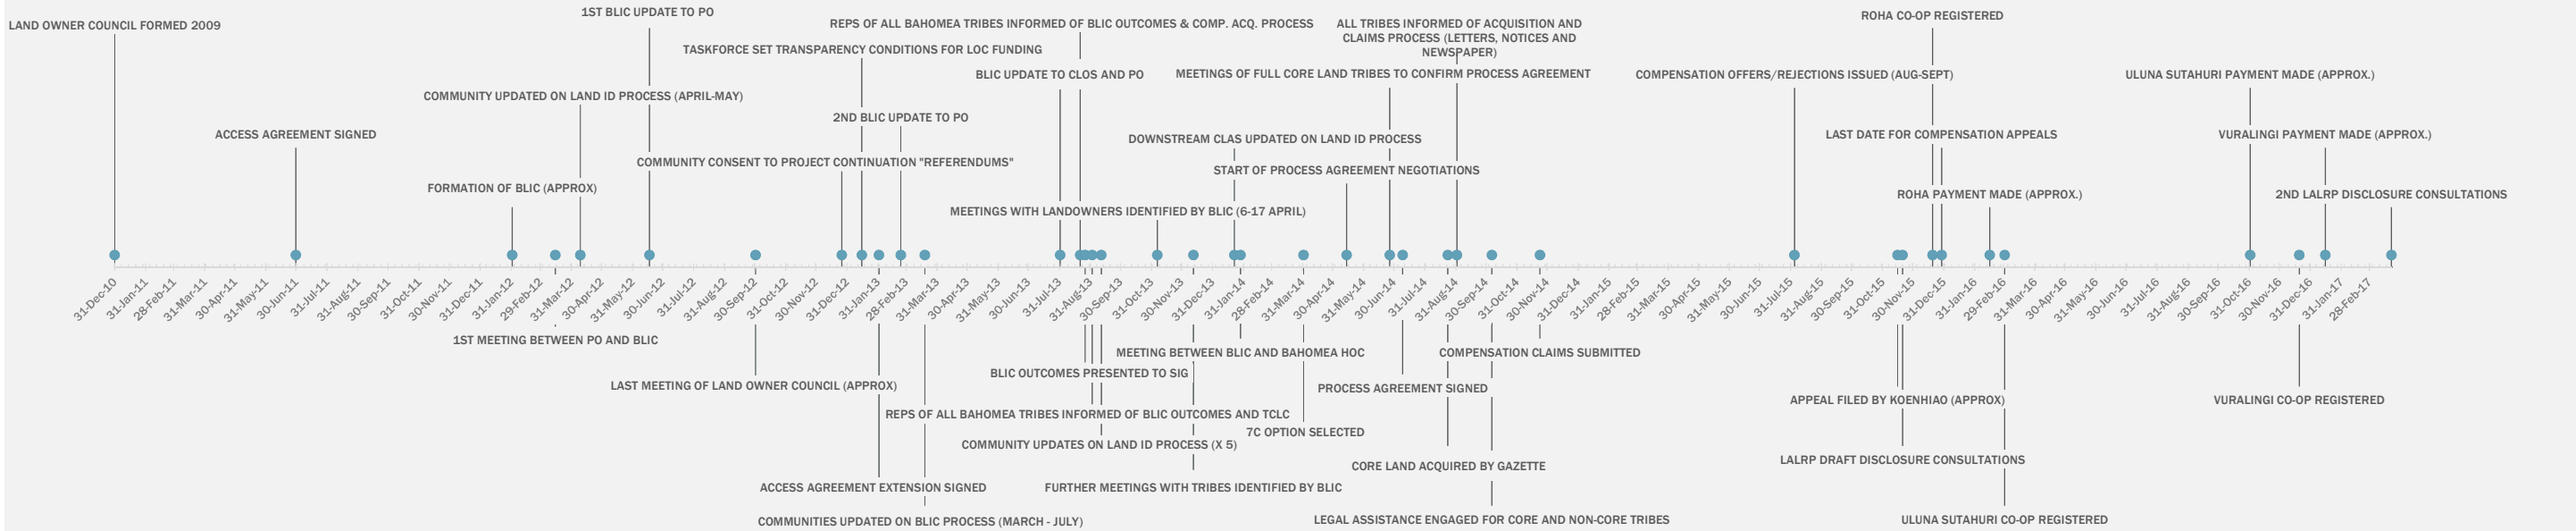 1ST BLIC UPDATE TO PO
ROHA CO-OP REGISTERED
LAND OWNER COUNCIL FORMED 2009
REPS OF ALL BAHOMEA TRIBES INFORMED OF BLIC OUTCOMES & COMP. ACQ. PROCESS
ALL TRIBES INFORMED OF ACQUISITION AND
CLAIMS PROCESS (LETTERS, NOTICES AND
NEWSPAPER)
TASKFORCE SET TRANSPARENCY CONDITIONS FOR LOC FUNDING
BLIC UPDATE TO CLOS AND PO
MEETINGS OF FULL CORE LAND TRIBES TO CONFIRM PROCESS AGREEMENT
COMPENSATION OFFERS/REJECTIONS ISSUED (AUG-SEPT)
ULUNA SUTAHURI PAYMENT MADE (APPROX.)
COMMUNITY UPDATED ON LAND ID PROCESS (APRIL-MAY)
2ND BLIC UPDATE TO PO
ACCESS AGREEMENT SIGNED
DOWNSTREAM CLAS UPDATED ON LAND ID PROCESS
LAST DATE FOR COMPENSATION APPEALS
VURALINGI PAYMENT MADE (APPROX.)
COMMUNITY CONSENT TO PROJECT CONTINUATION "REFERENDUMS"
START OF PROCESS AGREEMENT NEGOTIATIONS
FORMATION OF BLIC (APPROX)
ROHA PAYMENT MADE (APPROX.)
2ND LALRP DISCLOSURE CONSULTATIONS
MEETINGS WITH LANDOWNERS IDENTIFIED BY BLIC (6-17 APRIL)
31-Dec-10
31-Jan-11
28-Feb-11
31-Mar-11
30-Apr-11
31-May-11
30-Jun-11
31-Jul-11
31-Aug-11
30-Sep-11
31-Oct-11
30-Nov-11
31-Dec-11
31-Jan-12
29-Feb-12
31-Mar-12
30-Apr-12
31-May-12
30-Jun-12
31-Jul-12
31-Aug-12
30-Sep-12
31-Oct-12
30-Nov-12
31-Dec-12
31-Jan-13
28-Feb-13
31-Mar-13
30-Apr-13
31-May-13
30-Jun-13
31-Jul-13
31-Aug-13
30-Sep-13
31-Oct-13
30-Nov-13
31-Dec-13
31-Jan-14
28-Feb-14
31-Mar-14
30-Apr-14
31-May-14
30-Jun-14
31-Jul-14
31-Aug-14
30-Sep-14
31-Oct-14
30-Nov-14
31-Dec-14
31-Jan-15
28-Feb-15
31-Mar-15
30-Apr-15
31-May-15
30-Jun-15
31-Jul-15
31-Aug-15
30-Sep-15
31-Oct-15
30-Nov-15
31-Dec-15
31-Jan-16
29-Feb-16
31-Mar-16
30-Apr-16
31-May-16
30-Jun-16
31-Jul-16
31-Aug-16
30-Sep-16
31-Oct-16
30-Nov-16
31-Dec-16
31-Jan-17
28-Feb-17
1ST MEETING BETWEEN PO AND BLIC
MEETING BETWEEN BLIC AND BAHOMEA HOC
COMPENSATION CLAIMS SUBMITTED
BLIC OUTCOMES PRESENTED TO SIG
LAST MEETING OF LAND OWNER COUNCIL (APPROX)
PROCESS AGREEMENT SIGNED
APPEAL FILED BY KOENHIAO (APPROX)
VURALINGI CO-OP REGISTERED
REPS OF ALL BAHOMEA TRIBES INFORMED OF BLIC OUTCOMES AND TCLC
7C OPTION SELECTED
COMMUNITY UPDATES ON LAND ID PROCESS (X 5)
LALRP DRAFT DISCLOSURE CONSULTATIONS
CORE LAND ACQUIRED BY GAZETTE
ACCESS AGREEMENT EXTENSION SIGNED
FURTHER MEETINGS WITH TRIBES IDENTIFIED BY BLIC
COMMUNITIES UPDATED ON BLIC PROCESS (MARCH - JULY)
LEGAL ASSISTANCE ENGAGED FOR CORE AND NON-CORE TRIBES
ULUNA SUTAHURI CO-OP REGISTERED